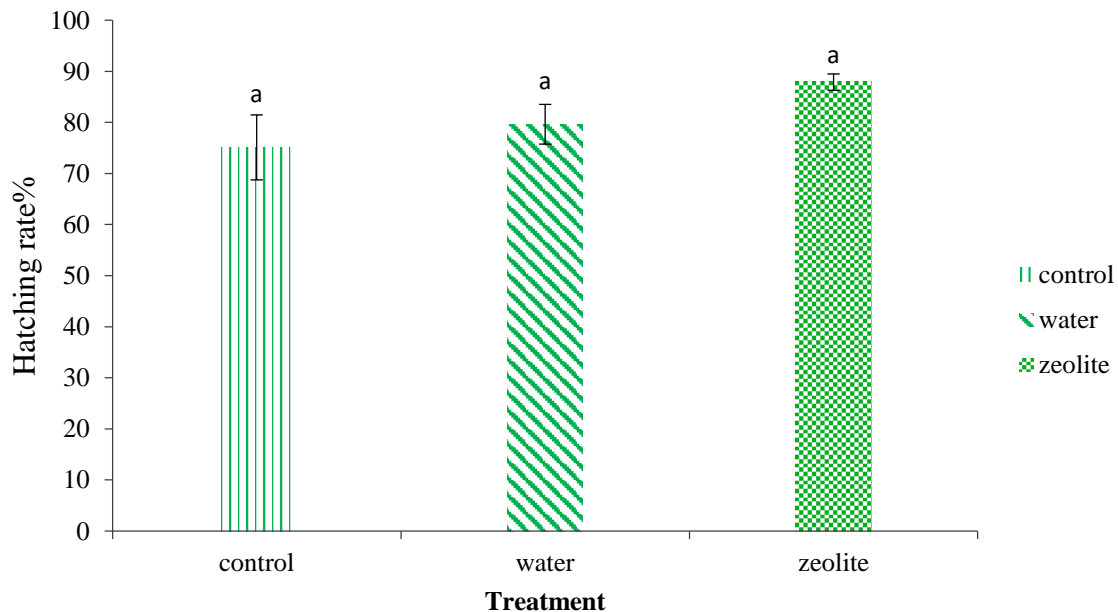 100
90
80
70
60
50
40
30
20
10
0
Hatching rate%
a
a
a
control
water
zeolite
Treatment
control
water
zeolite